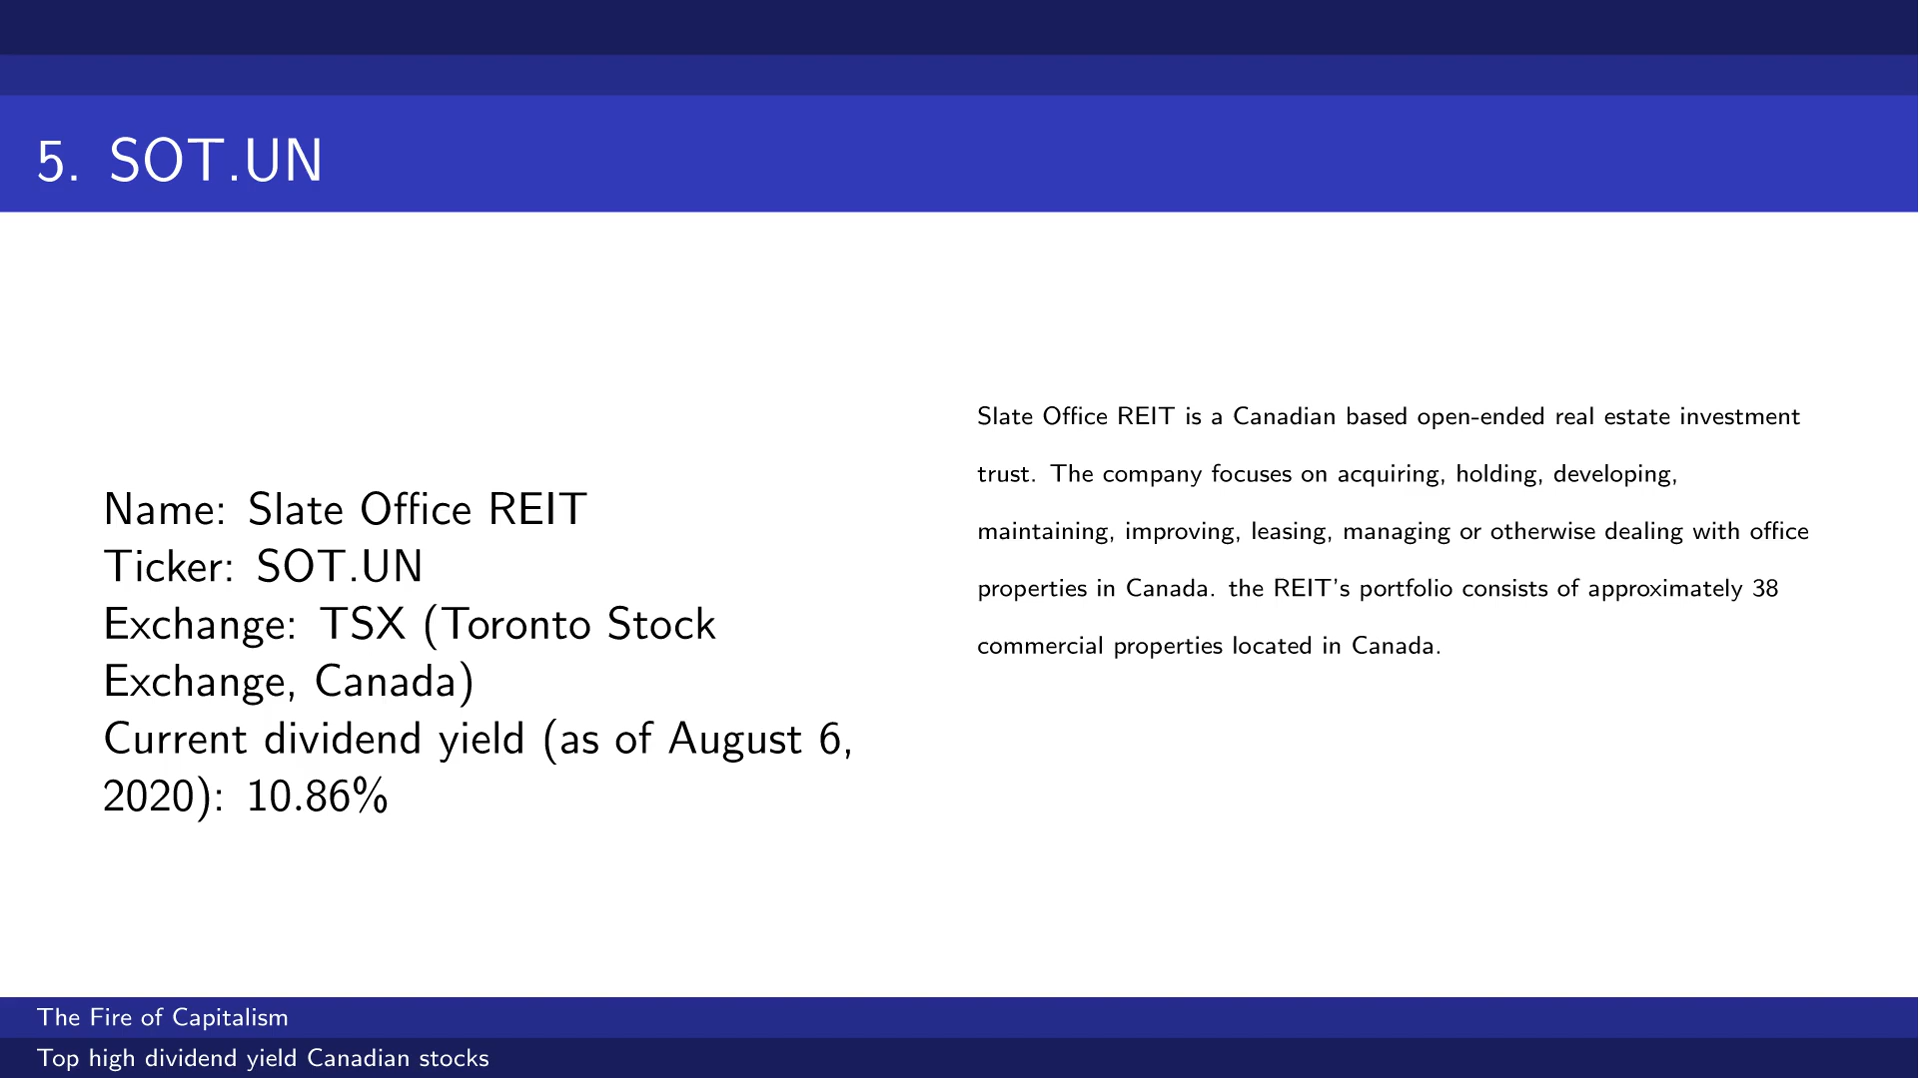 5. SOT.UN
Name: Slate Office REIT
Ticker: SOT.UN
Exchange: TSX (Toronto Stock
Exchange, Canada)
Current dividend yield (as of August 6,
2020): 10.86%
Slate Office REIT is a Canadian based open-ended real estate investment
trust. The company focuses on acquiring, holding, developing,
maintaining, improving, leasing, managing or otherwise dealing with office
properties in Canada. the REIT's portfolio consists of approximately 38
commercial properties located in Canada.
The Fire of Capitalism
Top high dividend yield Canadian stocks